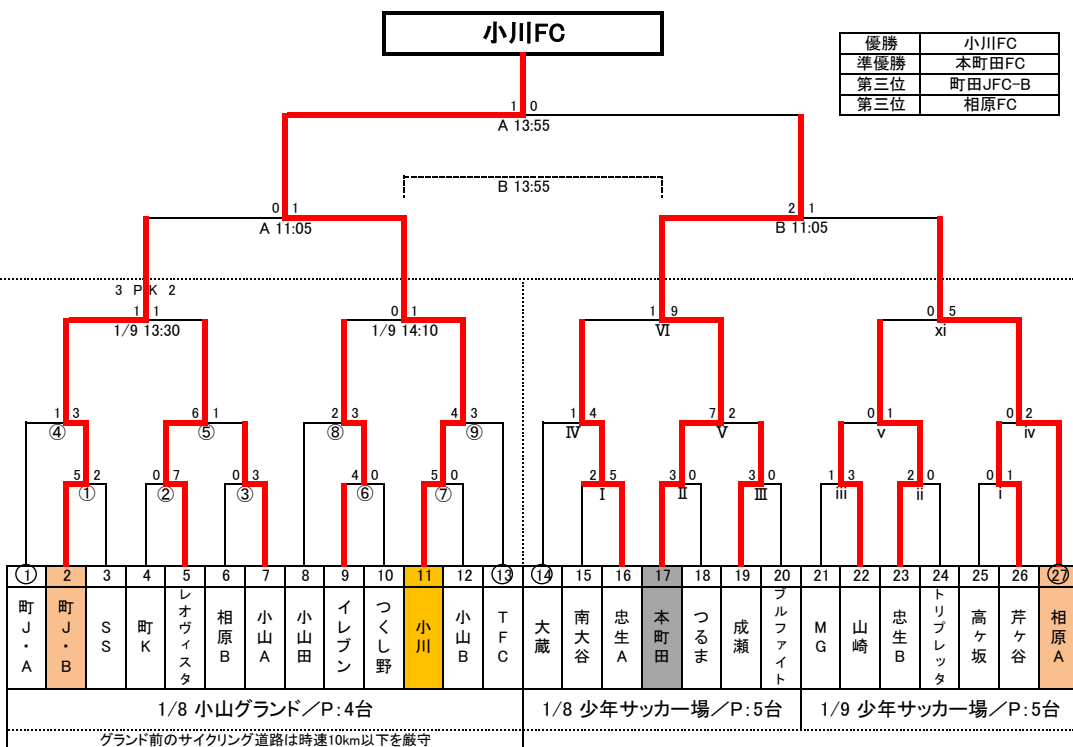 小川FC
優勝 小川FC
準優勝 本町田FC
第三位 町田JFC-B
第三位 相原FC
1 0
A 13:55
B 13:55
0 1
A 11:05
2 1
B 11:05
3 PK 2
1 1
1/9 13:30
0 1
1/9 14:10
1 9
Ⅵ
0 5
xi
1 3
④
6 1
⑤
2 3
⑧
4 3
⑨
1 4
Ⅳ
7 2
Ⅴ
0 1
v
0 2
iv
5 2
①
0 7
②
0 3
③
4 0
⑥
5 0
⑦
2 5
Ⅰ
3 0
Ⅱ
3 0
Ⅲ
1 3
iii
2 0
ii
0 1
i
① 2 3 4 5 6 7 8 9 10 11 12 ⑬ ⑭ 15 16 17 18 19 20 21 22 23 24 25 26 ㉗
町J・A
町J・B
SS
町K
レオヴィスタ
相原B
小山A
小山田
イレブン
つくし野
小川
小山B
TFC
大蔵
南大谷
忠生A
本町田
つるま
成瀬
ブルファイト
MG
山崎
忠生B
トリプレッタ
高ヶ坂
芹ヶ谷
相原A
1/8 小山グランド／P:4台
1/8 少年サッカー場／P:5台
1/9 少年サッカー場／P:5台
グランド前のサイクリング道路は時速10km以下を厳守